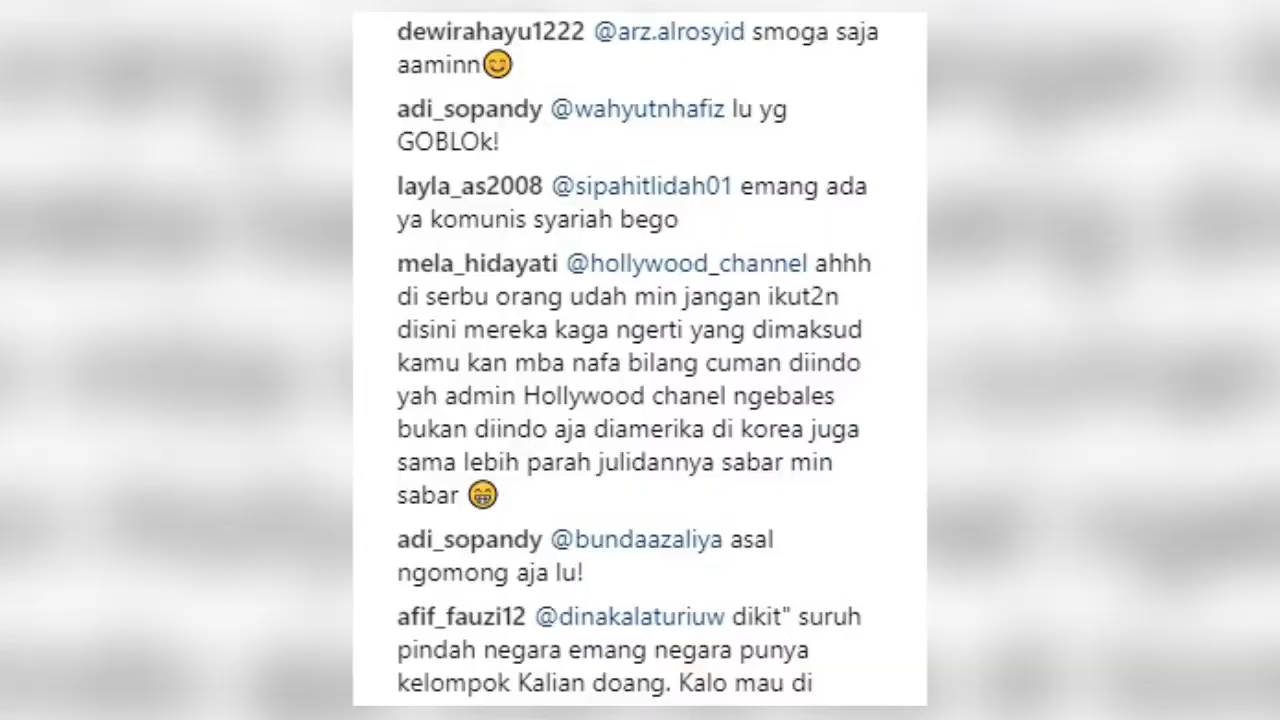 dewirahayu1222 @arz.alrosyid smoga saja
aaminn😊
adi_sopandy @wahyutnhafiz lu yg
GOBLOk!
layla_as2008 @sipahitlidah01 emang ada
ya komunis syariah bego
mela_hidayati @hollywood_channel ahhh
di serbu orang udah min jangan ikut2n
disini mereka kaga ngerti yang dimaksud
kamu kan mba nafa bilang cuman diindo
yah admin Hollywood chanel ngebales
bukan diindo aja diamerika di korea juga
sama lebih parah julidannya sabar min
sabar 😁
adi_sopandy @bundaazaliya asal
ngomong aja lu!
afif_fauzi12 @dinakalaturiuw dikit" suruh
pindah negara emang negara punya
kelompok Kalian doang. Kalo mau di